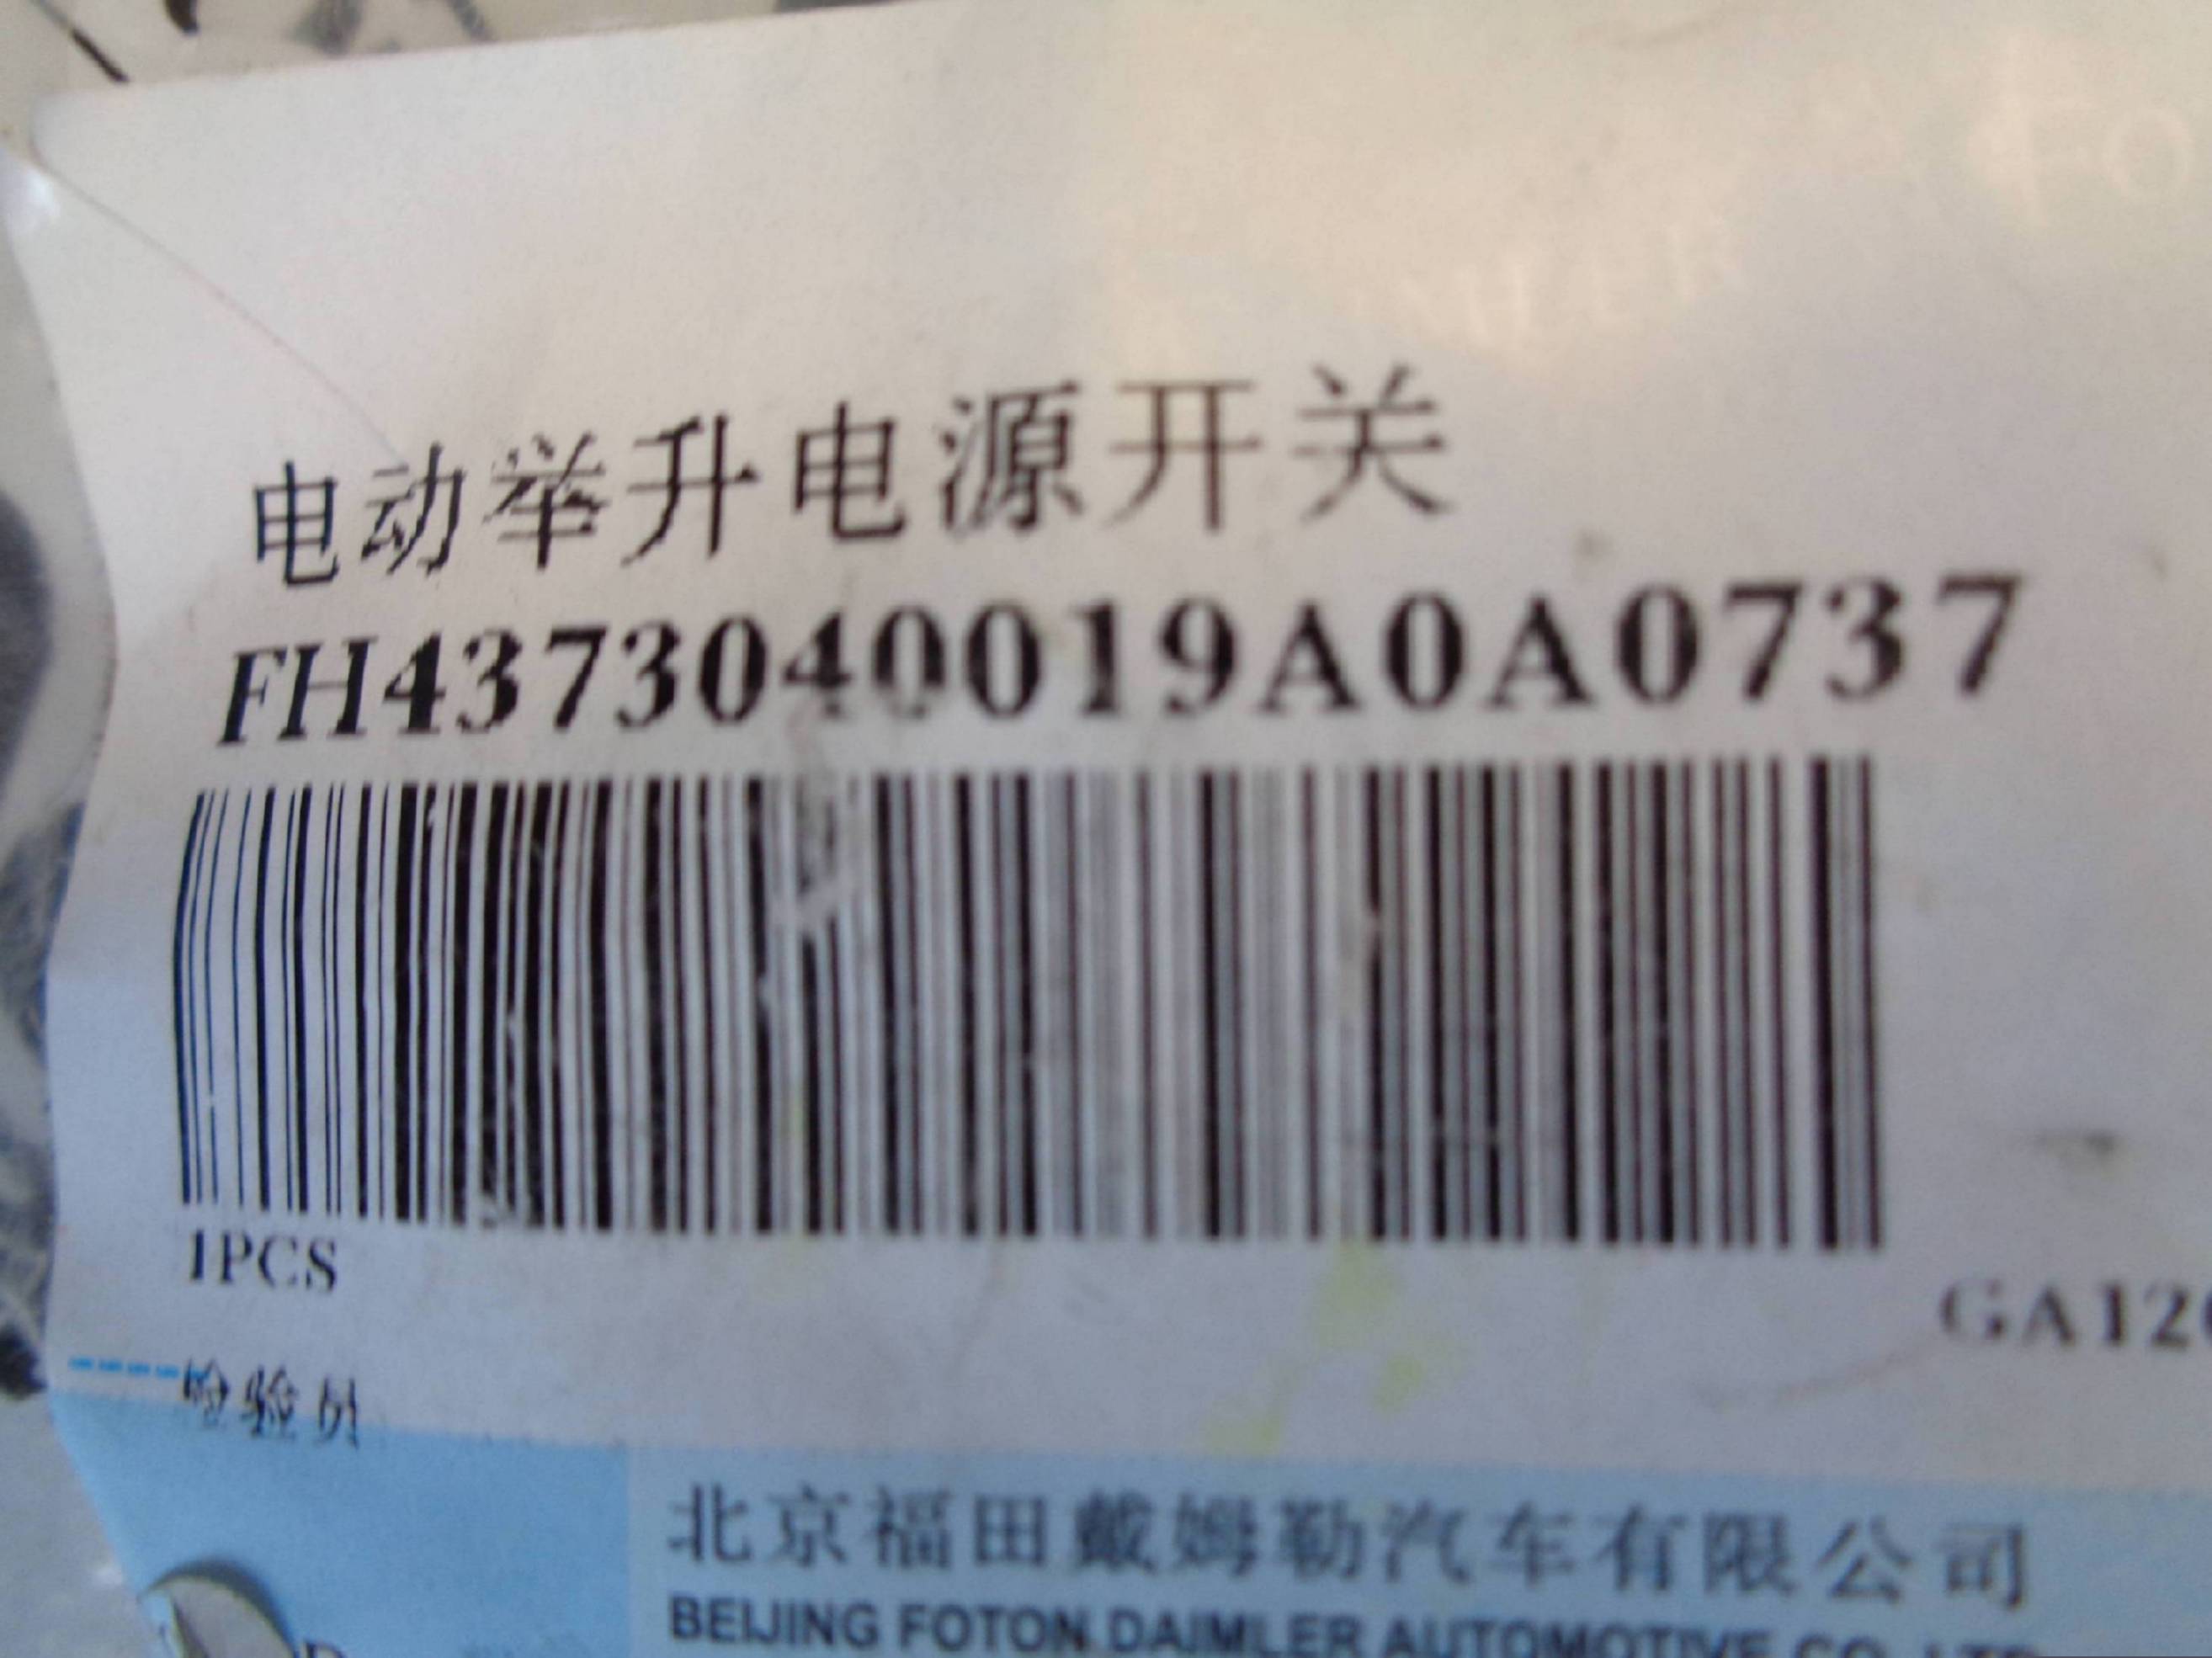 电动举升电源开关
FH4373040019A0A0737
1PCS
GA120
检验员
北京福田戴姆勒汽车有限公司
BEIJING FOTON DAIMLER AUTOMOTIVE CO., LTD